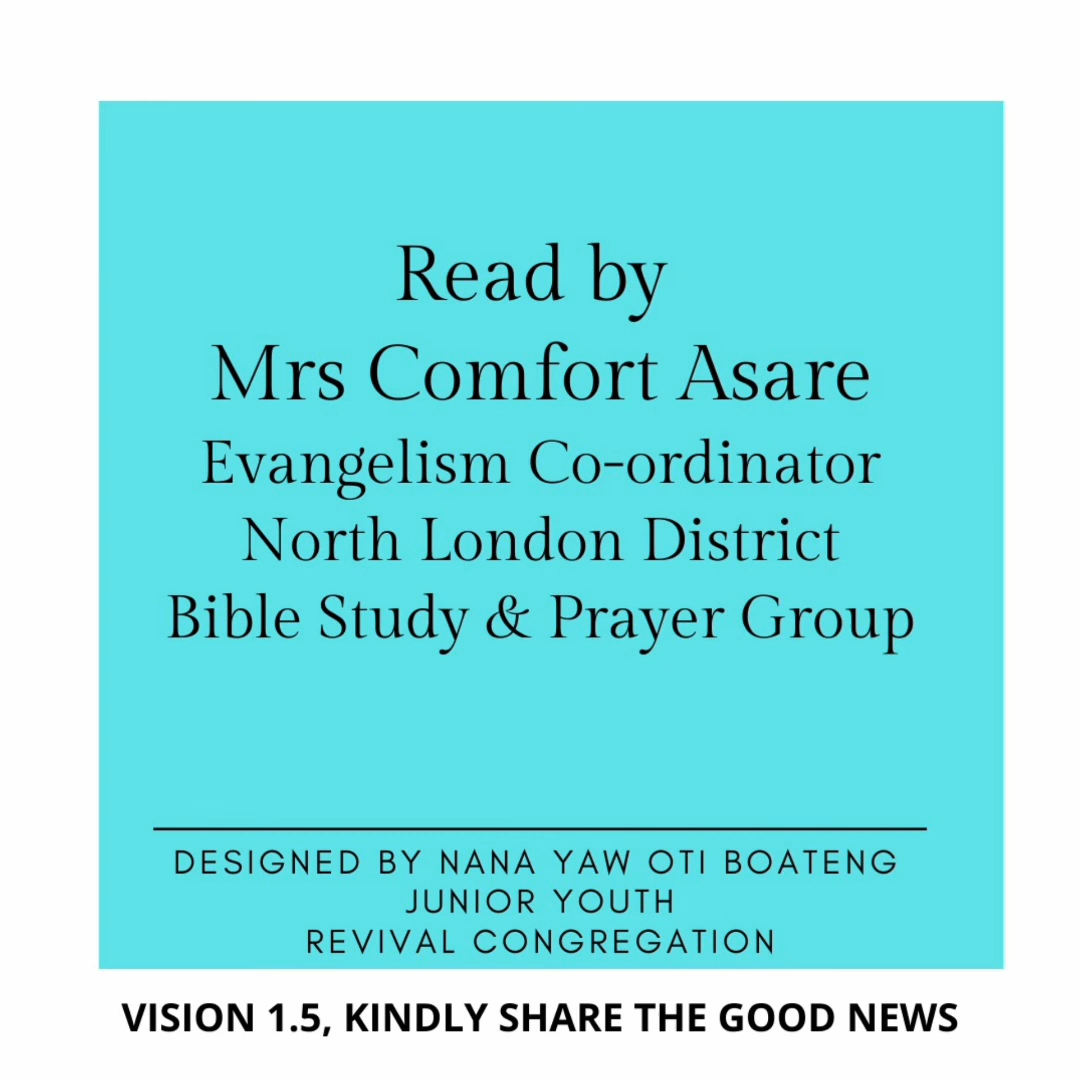 Read by
Mrs Comfort Asare
Evangelism Co-ordinator
North London District
Bible Study & Prayer Group
DESIGNED BY NANA YAW OTI BOATENG
JUNIOR YOUTH
REVIVAL CONGREGATION
VISION 1.5, KINDLY SHARE THE GOOD NEWS